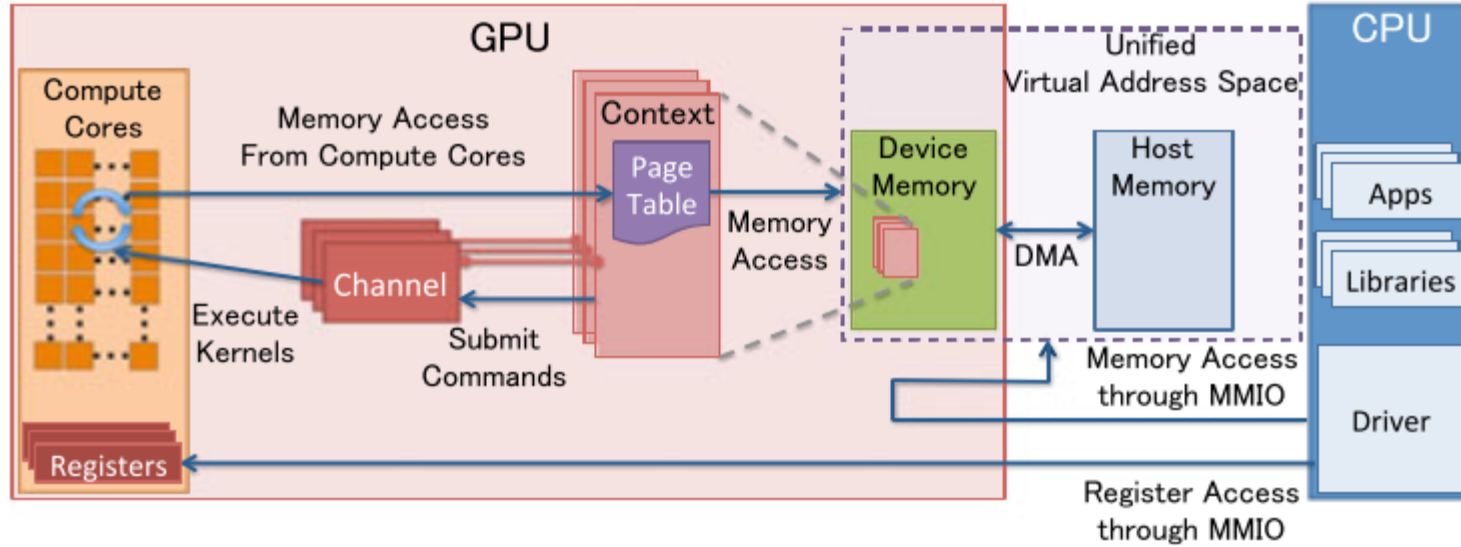 GPU
CPU
Unified
Virtual Address Space
Compute
Cores
Memory Access
From Compute Cores
Context
Page
Table
Memory
Access
Device
Memory
Host
Memory
DMA
Apps
Libraries
Driver
Channel
Execute
Kernels
Submit
Commands
Memory Access
through MMIO
Registers
Register Access
through MMIO